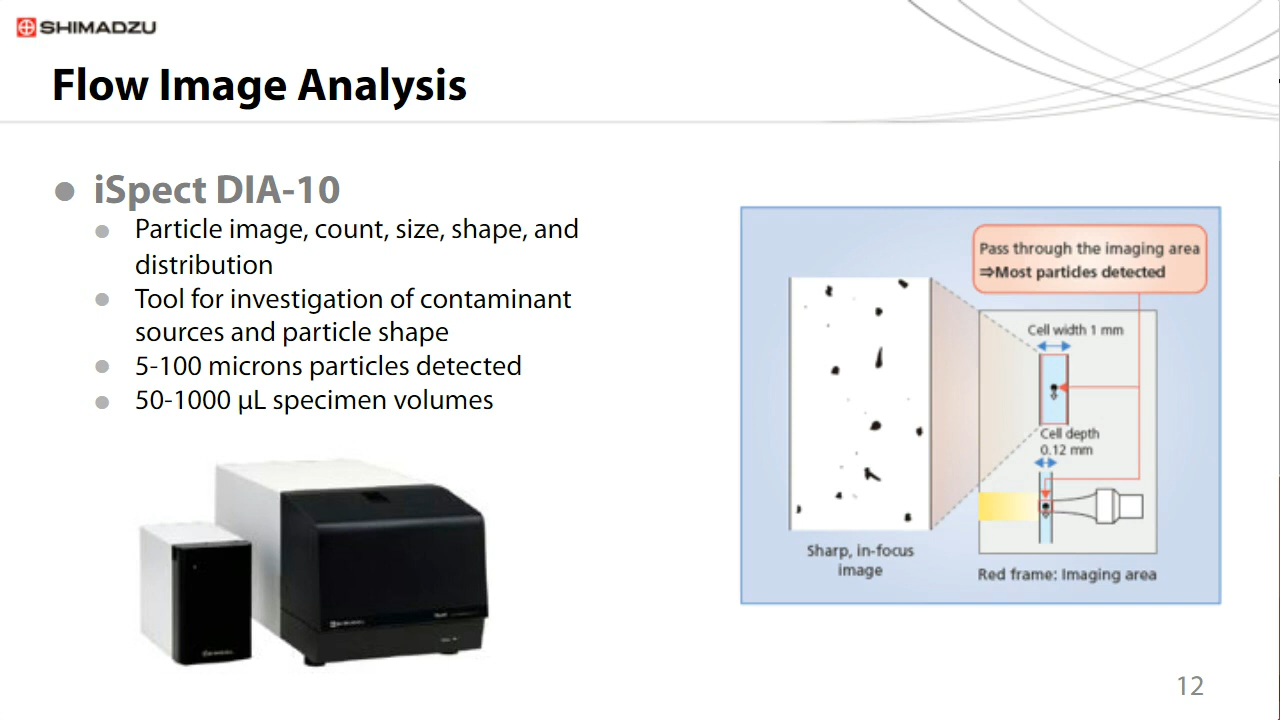 SHIMADZU
Flow Image Analysis
iSpect DIA-10
Particle image, count, size, shape, and
distribution
Tool for investigation of contaminant
sources and particle shape
5-100 microns particles detected
50-1000 µL specimen volumes
Pass through the imaging area
⇒Most particles detected
Cell width 1 mm
Cell depth
0.12 mm
Sharp, in-focus
image
Red frame: Imaging area
12